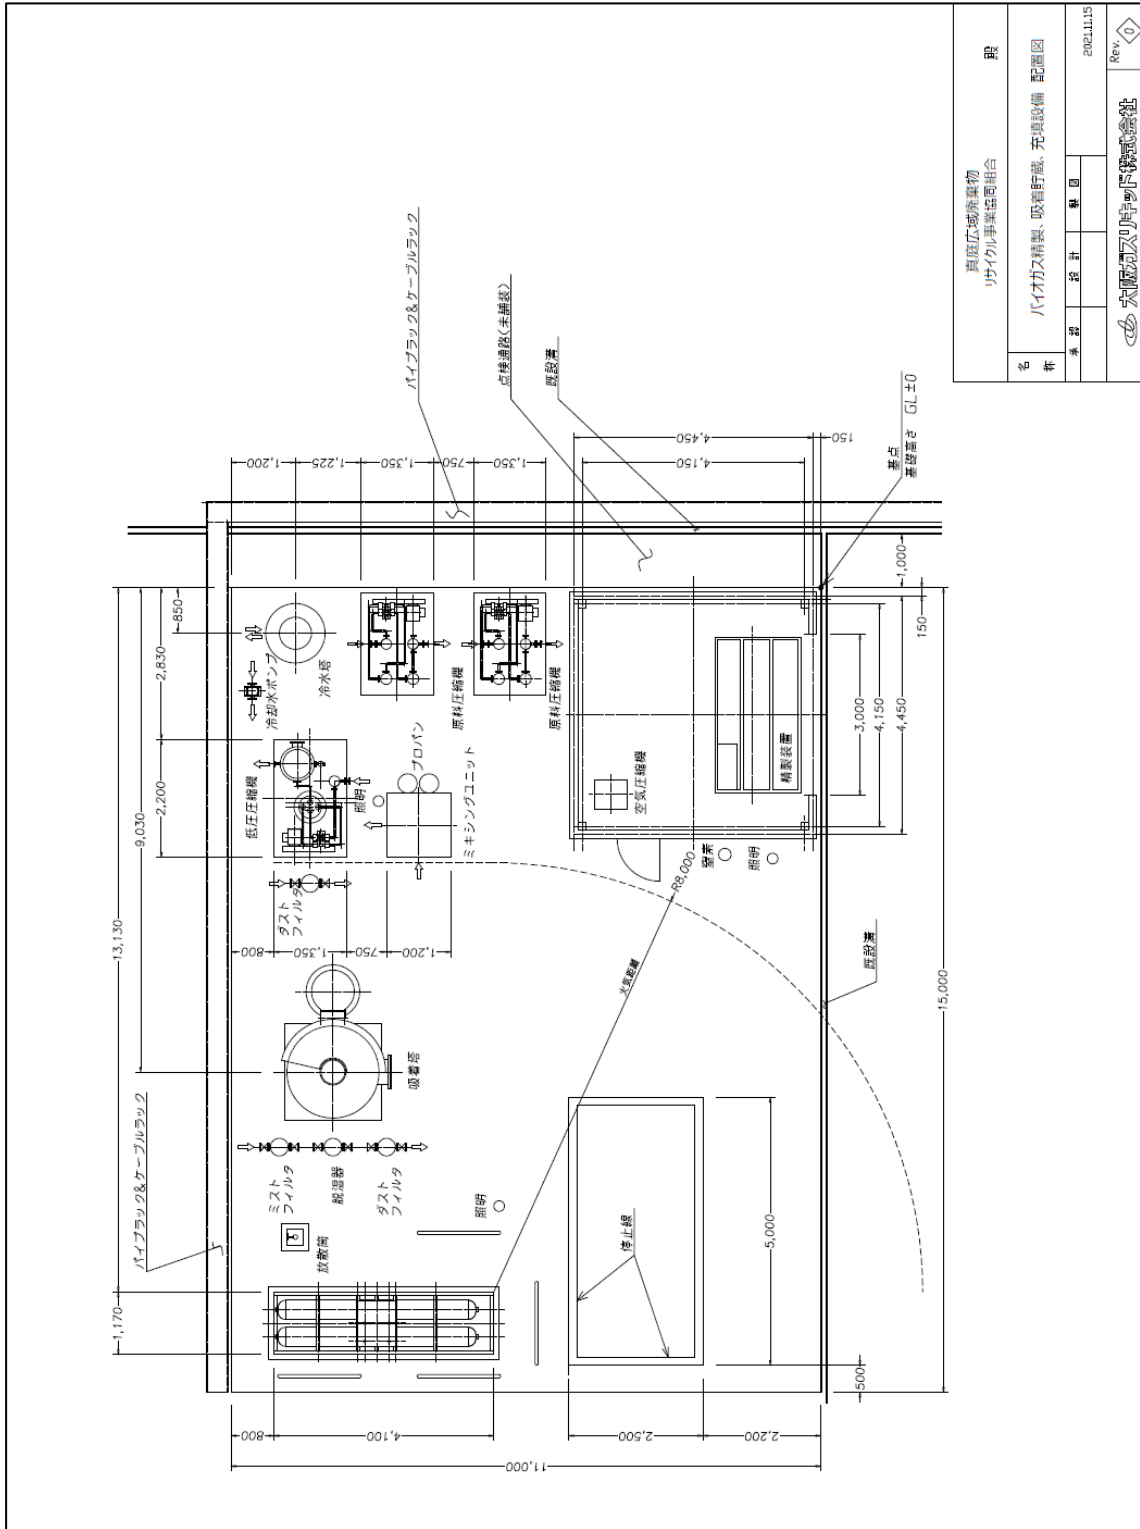 真庭広域廃棄物
リサイクル事業協同組合 殿
名称
バイオガス精製、吸着貯蔵、充填設備 配置図
承認
設計
製図
2021.11.15
大阪ガスリキッド株式会社
Rev. 0
パイプラック&ケーブルラック
1,170
13,130
9,030
2,200
2,830
850
ミスト
フィルタ
脱湿器
ダスト
フィルタ
放散筒
照明
吸着塔
ダスト
フィルタ
低圧圧縮機
照明
冷却水ポンプ
冷水塔
プロパン
ミキシングユニット
原料圧縮機
原料圧縮機
800
1,350
750
1,200
1,200
1,225
1,350
750
1,350
4,450
4,150
150
パイプラック&ケーブルラック
点検通路(未舗装)
既設溝
基点
基礎高さ GL±0
空気圧縮機
精製装置
窒素
照明
R8,000
火気距離
停止線
5,000
既設溝
3,000
4,150
4,450
150
1,000
15,000
500
800
4,100
2,500
2,200
11,000